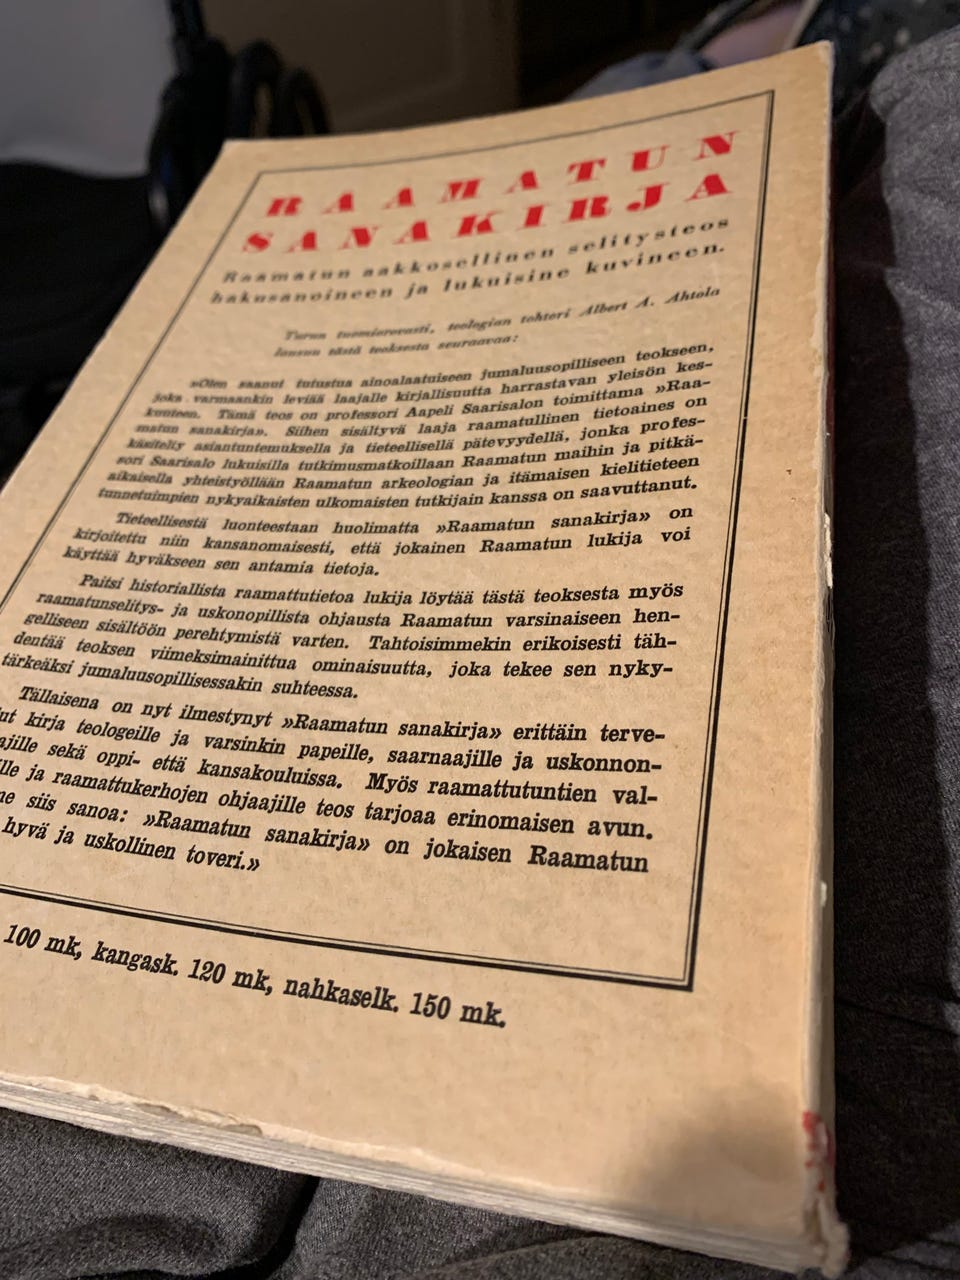 RAAMATUN
SANAKIRJA
Raamatun aakkosellinen selitysteos
hakusanoineen ja lukuisine kuvineen.
Turun tuomiorovasti, teologian tohtori Albert A. Ahtola
lausuu tästä teoksesta seuraavaa:
»Olen saanut tutustua ainoalaatuiseen jumaluusopilliseen teokseen,
joka varmaankin leviää laajalle kirjallisuutta harrastavan yleisön kes-
kuuteen. Tämä teos on professori Aapeli Saarisalon toimittama »Raa-
matun sanakirja». Siihen sisältyvä laaja raamatullinen tietoaines on
käsitelty asiantuntemuksella ja tieteellisellä pätevyydellä, jonka profes-
sori Saarisalo lukuisilla tutkimusmatkoillaan Raamatun maihin ja pitkä-
aikaisella yhteistyöllään Raamatun arkeologian ja itämaisen kielitieteen
tunnetuimpien nykyaikaisten ulkomaisten tutkijain kanssa on saavuttanut.
Tieteellisestä luonteestaan huolimatta »Raamatun sanakirja» on
kirjoitettu niin kansanomaisesti, että jokainen Raamatun lukija voi
käyttää hyväkseen sen antamia tietoja.
Paitsi historiallista raamattutietoa lukija löytää tästä teoksesta myös
raamatunselitys- ja uskonopillista ohjausta Raamatun varsinaiseen hen-
gelliseen sisältöön perehtymistä varten. Tahtoisimmekin erikoisesti täh-
dentää teoksen viimeksimainittua ominaisuutta, joka tekee sen nyky-
tärkeäksi jumaluusopillisessakin suhteessa.
Tällaisena on nyt ilmestynyt »Raamatun sanakirja» erittäin terve-
ut kirja teologeille ja varsinkin papeille, saarnaajille ja uskonnon-
ajille sekä oppi- että kansakouluissa. Myös raamattutuntien val-
lle ja raamattukerhojen ohjaajille teos tarjoaa erinomaisen avun.
ne siis sanoa: »Raamatun sanakirja» on jokaisen Raamatun
hyvä ja uskollinen toveri.»
100 mk, kangask. 120 mk, nahkaselk. 150 mk.